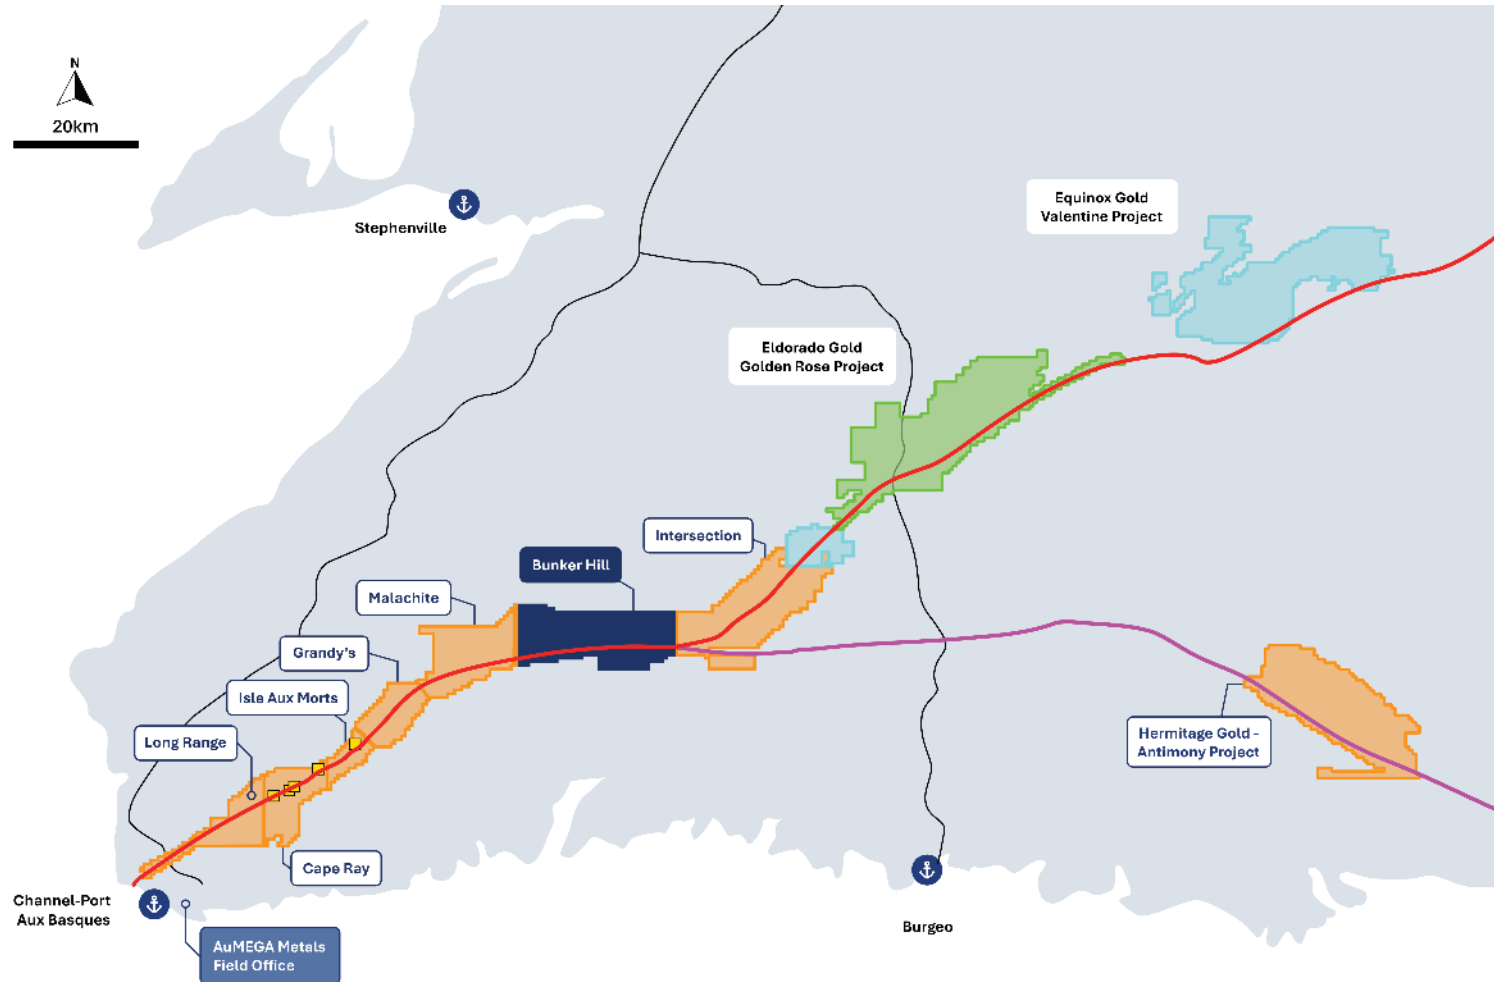 N
20km
Stephenville
Equinox Gold
Valentine Project
Eldorado Gold
Golden Rose Project
Intersection
Bunker Hill
Malachite
Grandy's
Isle Aux Morts
Long Range
Hermitage Gold -
Antimony Project
Cape Ray
Channel-Port
Aux Basques
Burgeo
AuMEGA Metals
Field Office